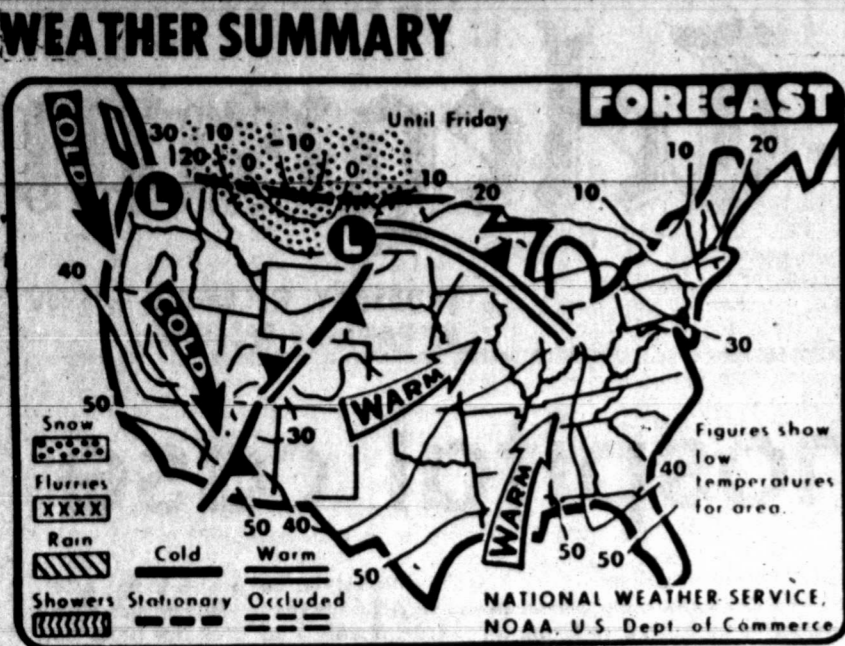 WEATHER SUMMARY
FORECAST
Until Friday
COLD
30 10 -10
20 0 0
10 20 10 10 20
L
L
40
COLD
30
WARM
50
30
Snow
Figures show
low
temperatures
for area.
40
Flurries
XXXX
WARM
Rain
50 40
50 50
50
Cold Warm
Showers Stationary Occluded
NATIONAL WEATHER SERVICE,
NOAA, U.S. Dept. of Commerce